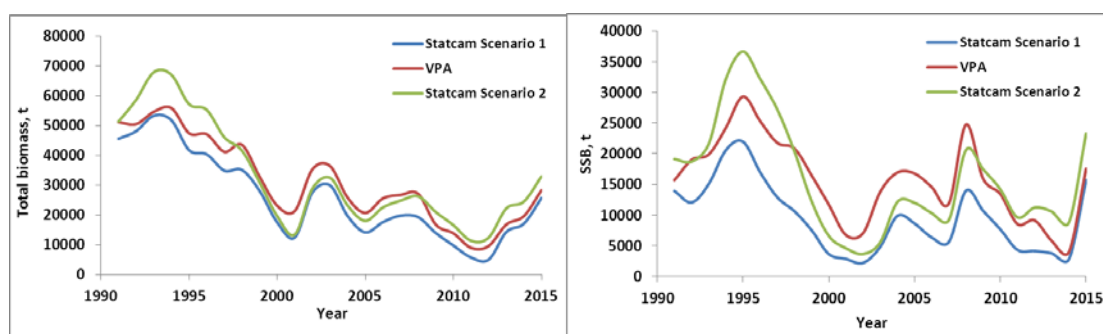 80000
70000
60000
50000
40000
30000
20000
10000
0
Total biomass, t
1990 1995 2000 2005 2010 2015
Year
Statcam Scenario 1
VPA
Statcam Scenario 2
40000
35000
30000
25000
20000
15000
10000
5000
0
SSB, t
1990 1995 2000 2005 2010 2015
Year
Statcam Scenario 1
VPA
Statcam Scenario 2